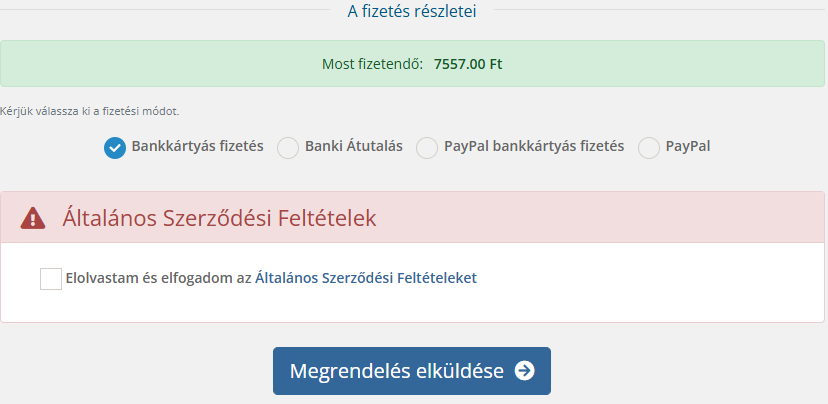 A fizetés részletei
Most fizetendő: 7557.00 Ft
Kérjük válassza ki a fizetési módot.
Bankkártyás fizetés Banki Átutalás PayPal bankkártyás fizetés PayPal
Általános Szerződési Feltételek
Elolvastam és elfogadom az Általános Szerződési Feltételeket
Megrendelés elküldése